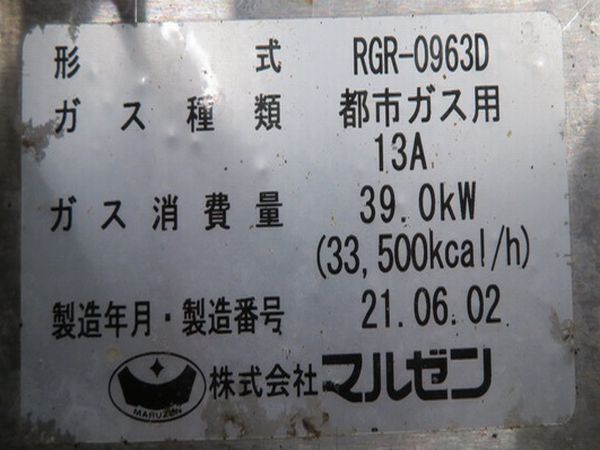 形式 RGR-0963D
ガス種類 都市ガス用
13A
ガス消費量 39.0kW
(33,500kcal/h)
製造年月・製造番号 21.06.02
MARUZEN 株式会社 マルゼン